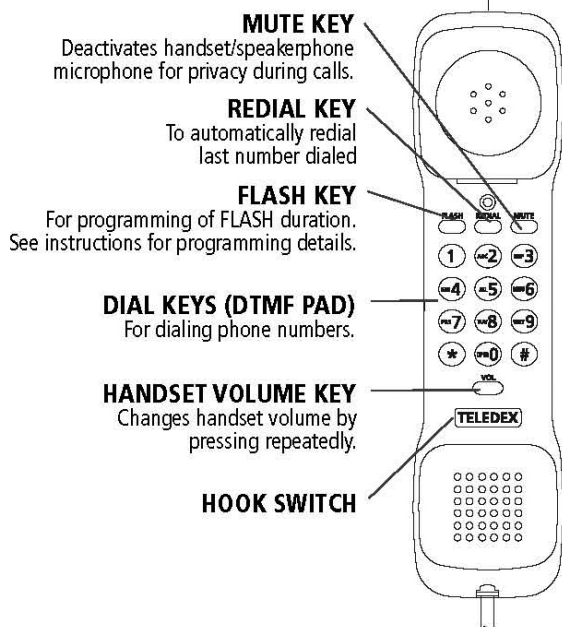 MUTE KEY
Deactivates handset/speakerphone
microphone for privacy during calls.
REDIAL KEY
To automatically redial
last number dialed
FLASH KEY
For programming of FLASH duration.
See instructions for programming details.
DIAL KEYS (DTMF PAD)
For dialing phone numbers.
HANDSET VOLUME KEY
Changes handset volume by
pressing repeatedly.
HOOK SWITCH
FLASH REDIAL MUTE
1 ABC2 DEF3
4 5 6
7 8 9
* 0 #
VOL
TELEDEX